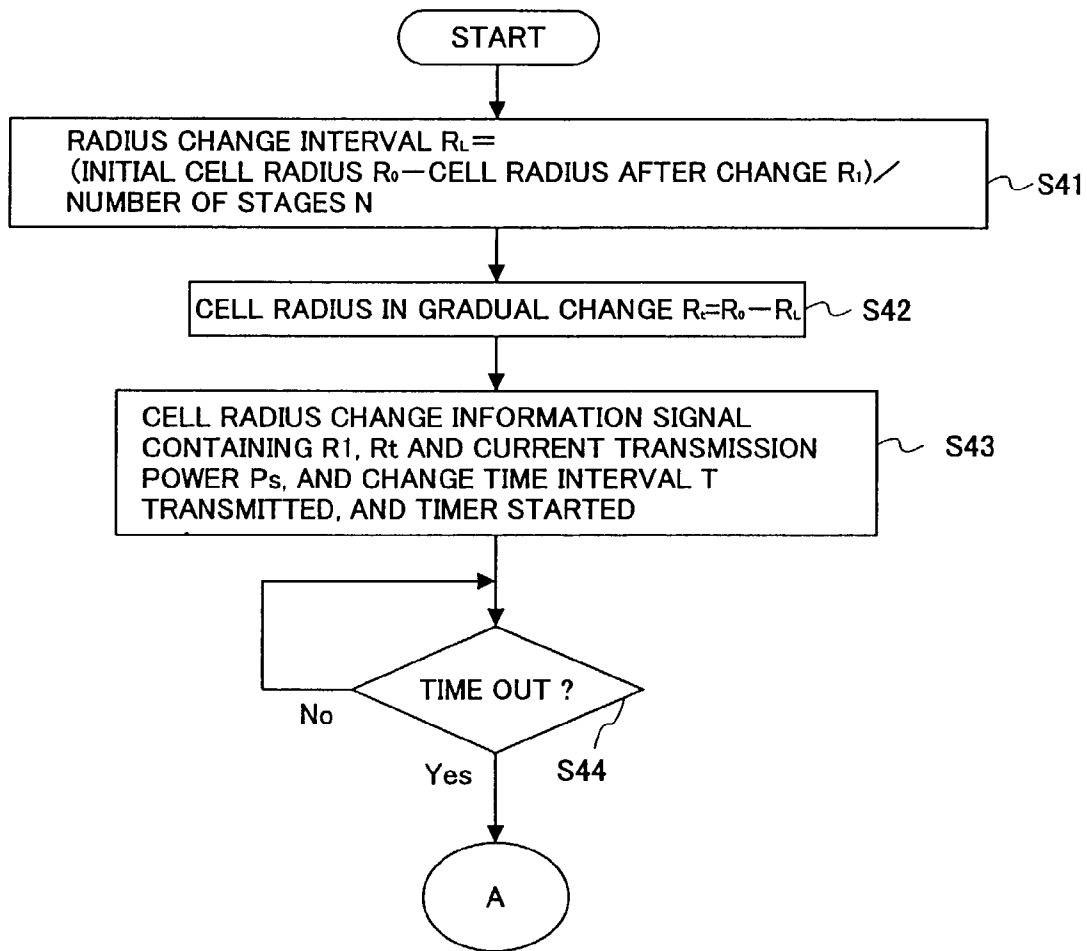 START
RADIUS CHANGE INTERVAL RL=
(INITIAL CELL RADIUS R0−CELL RADIUS AFTER CHANGE R1)/
NUMBER OF STAGES N
S41
CELL RADIUS IN GRADUAL CHANGE Rt=R0−RL
S42
CELL RADIUS CHANGE INFORMATION SIGNAL
CONTAINING R1, Rt AND CURRENT TRANSMISSION
POWER Ps, AND CHANGE TIME INTERVAL T
TRANSMITTED, AND TIMER STARTED
S43
TIME OUT ?
No
S44
Yes
A